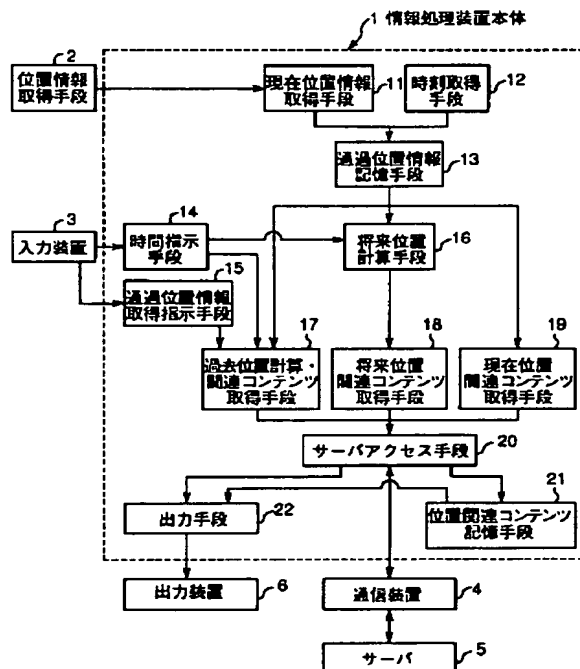 1 情報処理装置本体
2
位置情報
取得手段
現在位置情報
取得手段
11
時刻取得
手段
12
通過位置情報
記憶手段
13
3
入力装置
14
時間指示
手段
15
通過位置情報
取得指示手段
将来位置
計算手段
16
17
過去位置計算・
関連コンテンツ
取得手段
18
将来位置
関連コンテンツ
取得手段
19
現在位置
関連コンテンツ
取得手段
サーバアクセス手段
20
出力手段
22
21
位置関連コンテンツ
記憶手段
出力装置
6
通信装置
4
サーバ
5